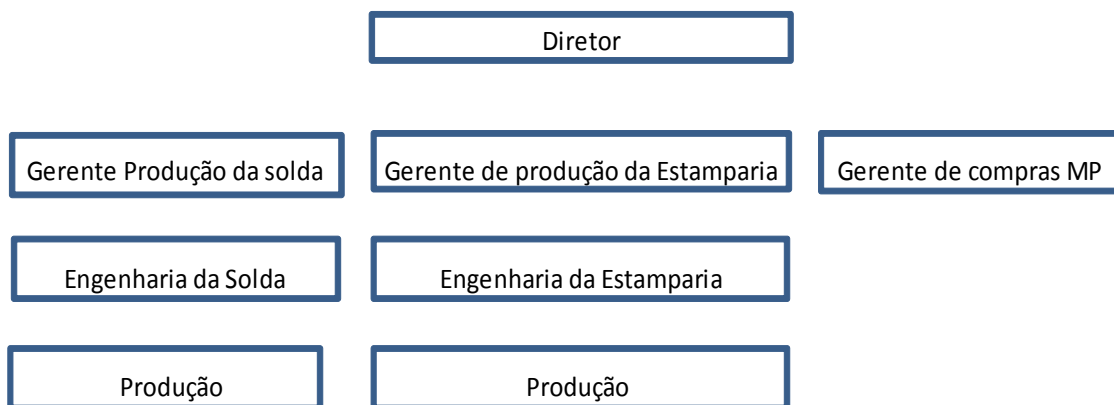 Diretor
Gerente Produção da solda
Gerente de produção da Estamparia
Gerente de compras MP
Engenharia da Solda
Engenharia da Estamparia
Produção
Produção